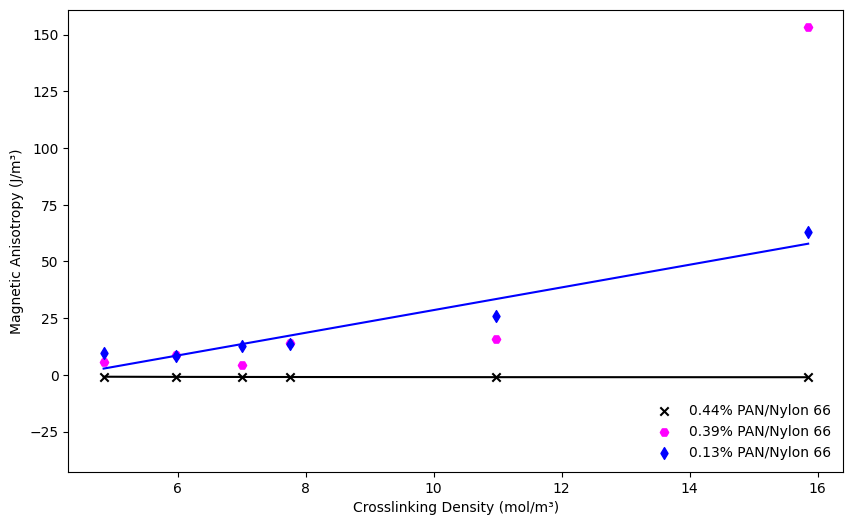 150
125
100
75
50
25
0
−25
Magnetic Anisotropy (J/m³)
6 8 10 12 14 16
Crosslinking Density (mol/m³)
0.44% PAN/Nylon 66
0.39% PAN/Nylon 66
0.13% PAN/Nylon 66